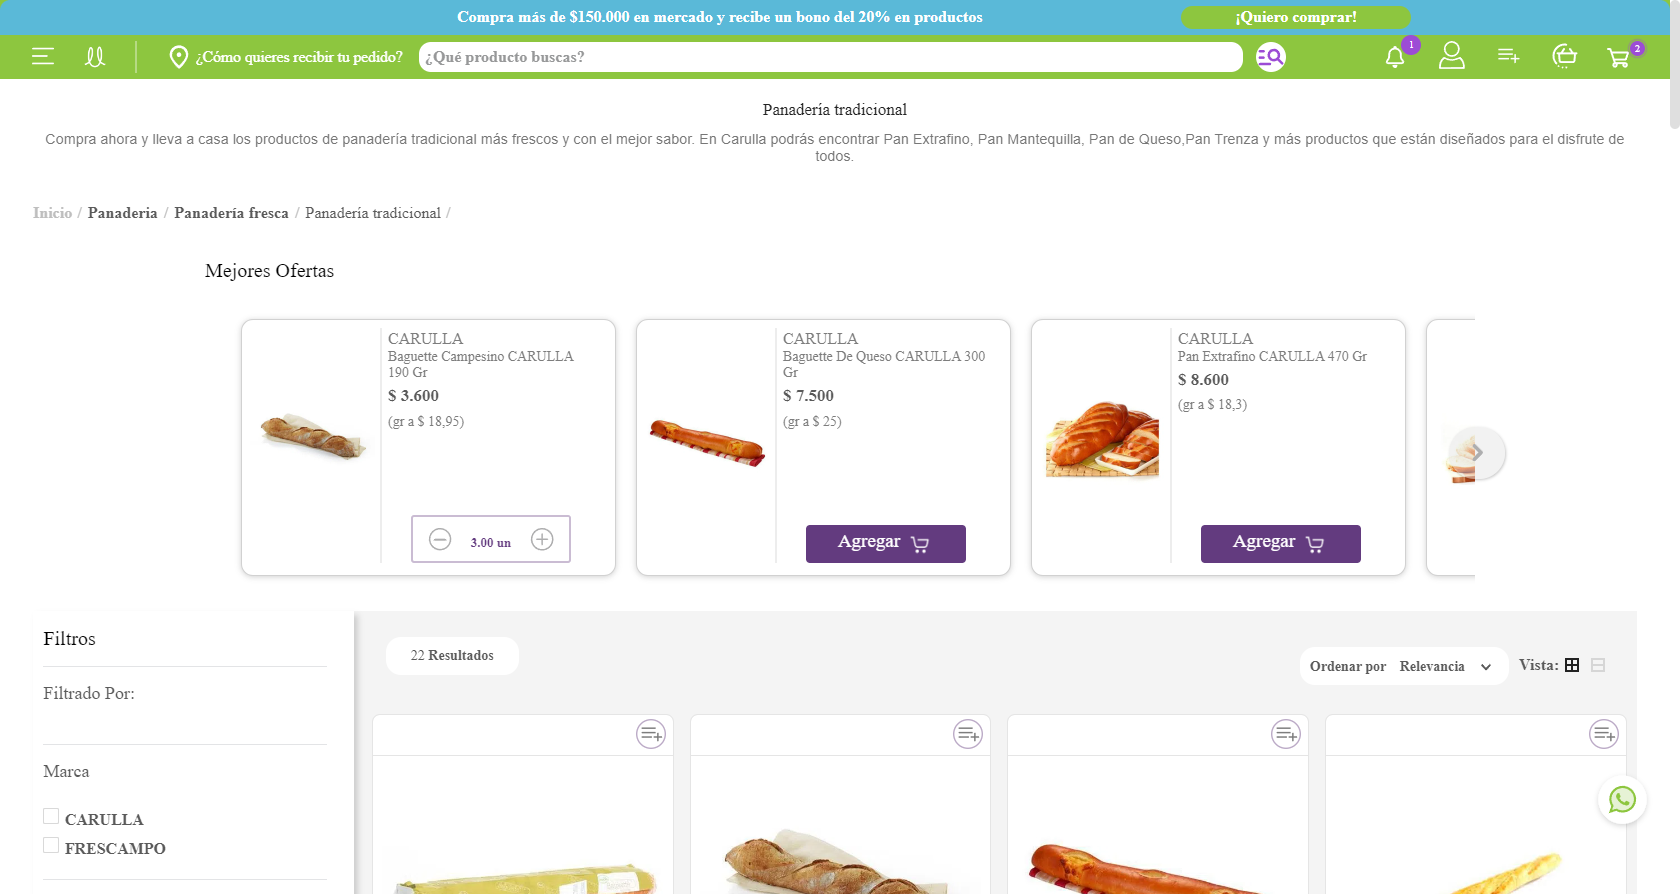 Compra más de $150.000 en mercado y recibe un bono del 20% en productos
¡Quiero comprar!
¿Cómo quieres recibir tu pedido?
¿Qué producto buscas?
1
2
Panadería tradicional
Compra ahora y lleva a casa los productos de panadería tradicional más frescos y con el mejor sabor. En Carulla podrás encontrar Pan Extrafino, Pan Mantequilla, Pan de Queso,Pan Trenza y más productos que están diseñados para el disfrute de
todos.
Inicio / Panaderia / Panadería fresca / Panadería tradicional /
Mejores Ofertas
CARULLA
Baguette Campesino CARULLA
190 Gr
$ 3.600
(gr a $ 18,95)
3.00 un
CARULLA
Baguette De Queso CARULLA 300
Gr
$ 7.500
(gr a $ 25)
Agregar
CARULLA
Pan Extrafino CARULLA 470 Gr
$ 8.600
(gr a $ 18,3)
Agregar
Filtros
Filtrado Por:
Marca
CARULLA
FRESCAMPO
22 Resultados
Ordenar por Relevancia
Vista: